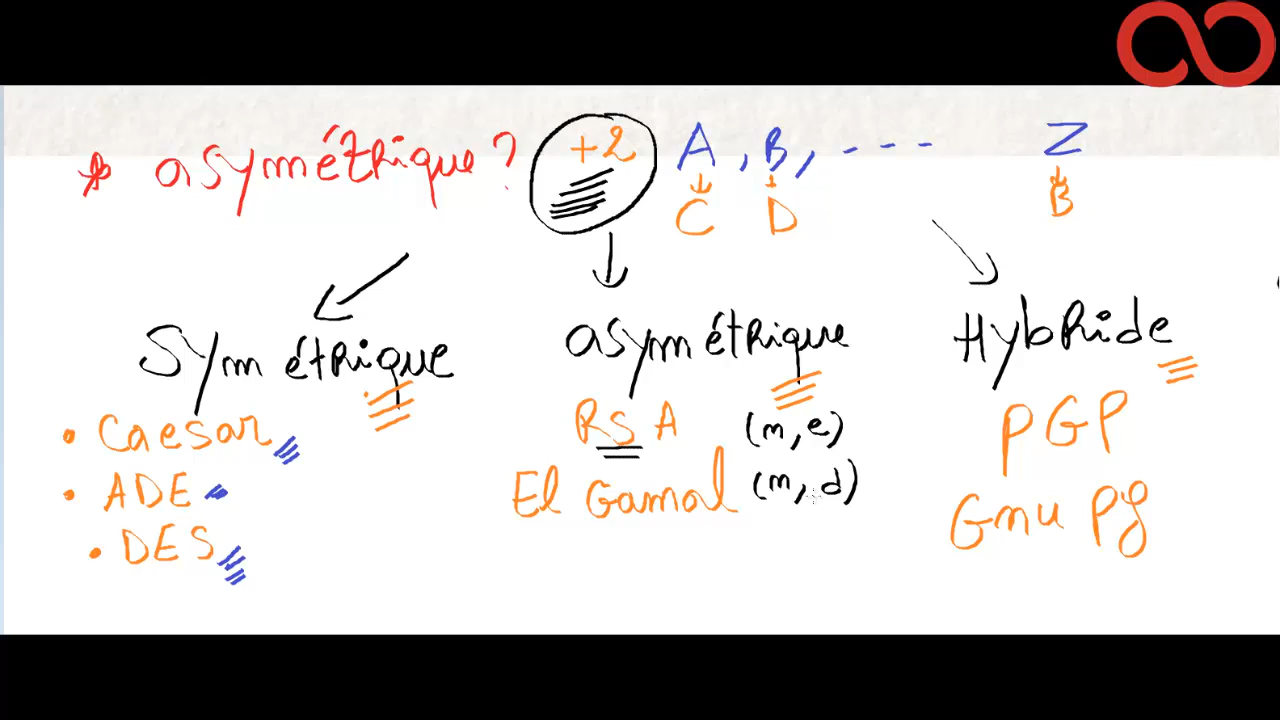 * asymétrique ? +2 A, B, --- Z
C D B
Symétrique asymétrique Hybride
• Caesar RSA (n, e) PGP
• ADE El Gamal (n, d) Gnu Pg
• DES